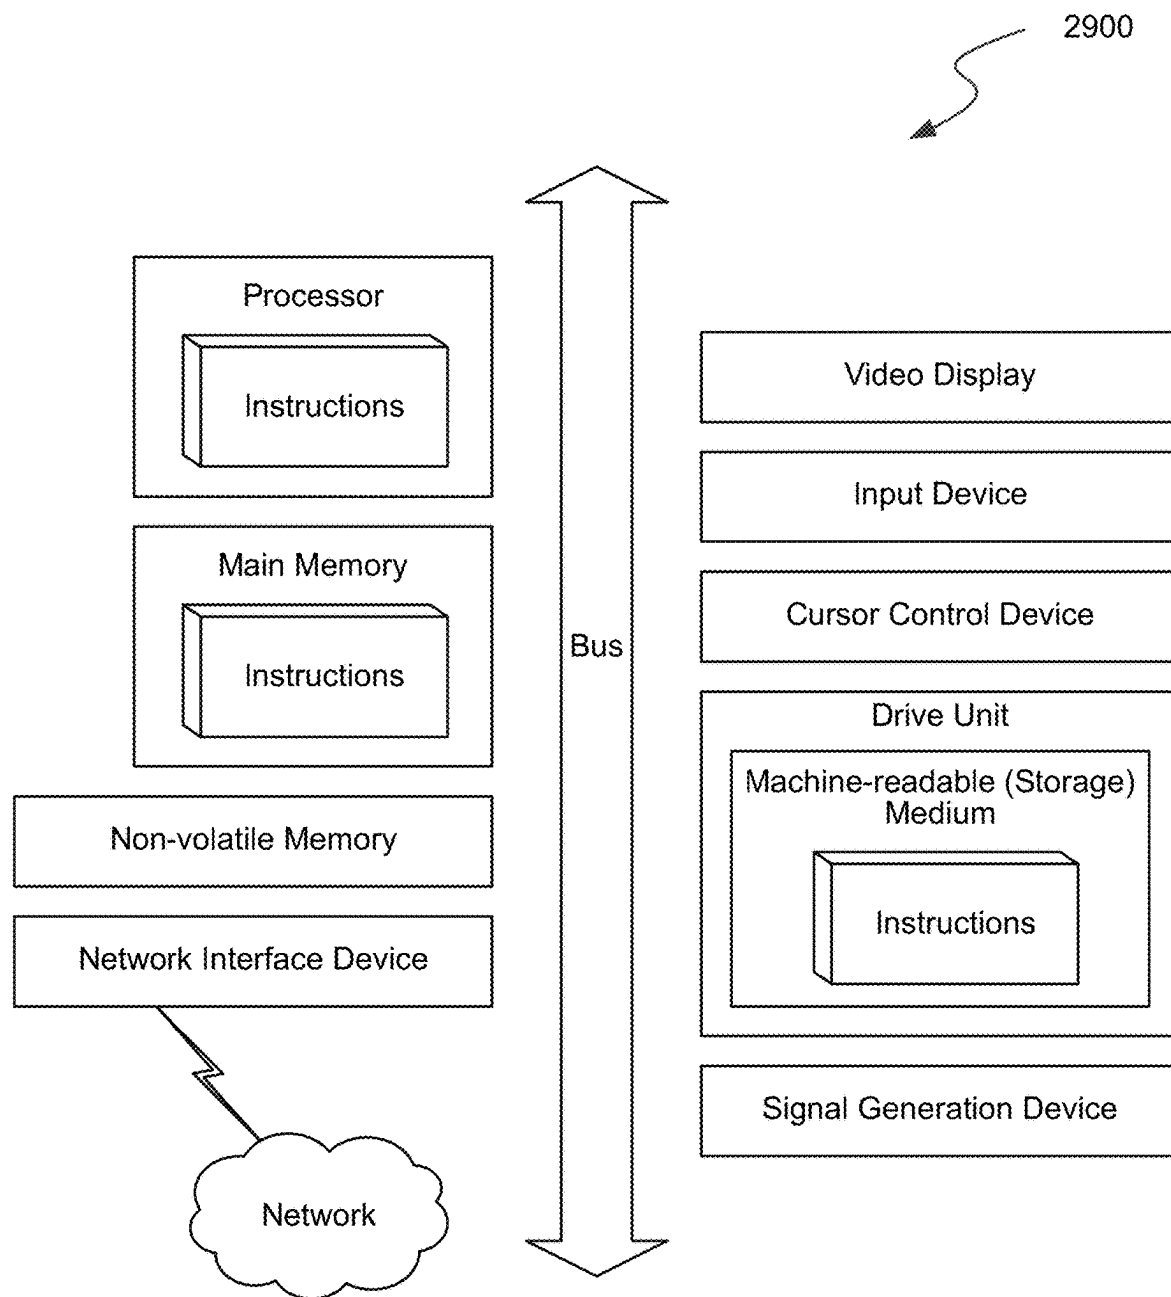 2900
Processor
Instructions
Main Memory
Instructions
Non-volatile Memory
Network Interface Device
Network
Bus
Video Display
Input Device
Cursor Control Device
Drive Unit
Machine-readable (Storage)
Medium
Instructions
Signal Generation Device